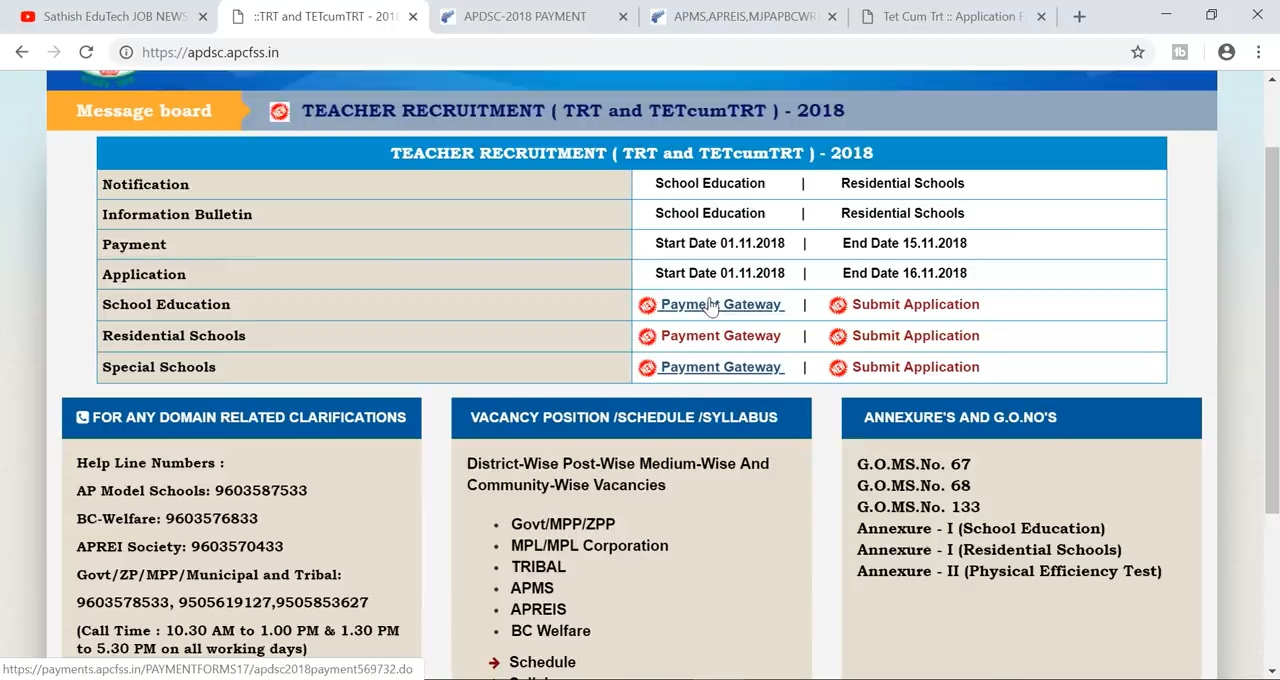 Sathish EduTech JOB NEWS
::TRT and TETcumTRT - 2018
APDSC-2018 PAYMENT
APMS,APREIS,MJPAPBCWR
Tet Cum Trt :: Application F
https://apdsc.apcfss.in
Message board
TEACHER RECRUITMENT ( TRT and TETcumTRT ) - 2018
TEACHER RECRUITMENT ( TRT and TETcumTRT ) - 2018
Notification School Education | Residential Schools
Information Bulletin School Education | Residential Schools
Payment Start Date 01.11.2018 | End Date 15.11.2018
Application Start Date 01.11.2018 | End Date 16.11.2018
School Education Payment Gateway | Submit Application
Residential Schools Payment Gateway | Submit Application
Special Schools Payment Gateway | Submit Application
FOR ANY DOMAIN RELATED CLARIFICATIONS
Help Line Numbers :
AP Model Schools: 9603587533
BC-Welfare: 9603576833
APREI Society: 9603570433
Govt/ZP/MPP/Municipal and Tribal:
9603578533, 9505619127,9505853627
(Call Time : 10.30 AM to 1.00 PM & 1.30 PM
to 5.30 PM on all working days)
VACANCY POSITION /SCHEDULE /SYLLABUS
District-Wise Post-Wise Medium-Wise And
Community-Wise Vacancies
Govt/MPP/ZPP
MPL/MPL Corporation
TRIBAL
APMS
APREIS
BC Welfare
Schedule
ANNEXURE'S AND G.O.NO'S
G.O.MS.No. 67
G.O.MS.No. 68
G.O.MS.No. 133
Annexure - I (School Education)
Annexure - I (Residential Schools)
Annexure - II (Physical Efficiency Test)
https://payments.apcfss.in/PAYMENTFORMS17/apdsc2018payment569732.do